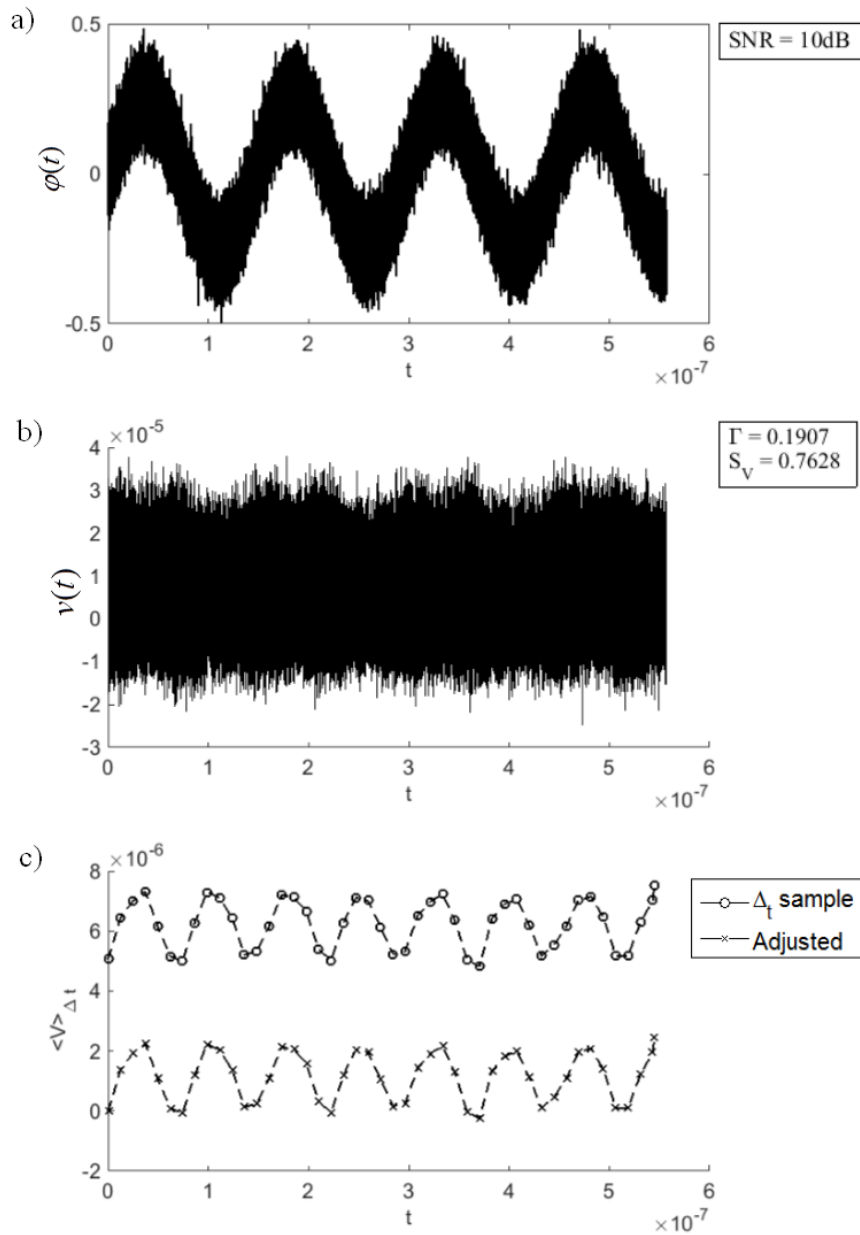 a)
0.5
0
-0.5
φ(t)
0 1 2 3 4 5 6
t
×10⁻⁷
SNR = 10dB
b)
×10⁻⁵
4
3
2
1
0
-1
-2
-3
v(t)
0 1 2 3 4 5 6
t
×10⁻⁷
Γ = 0.1907
S_V = 0.7628
c)
×10⁻⁶
8
6
4
2
0
-2
<V>_Δ t
0 1 2 3 4 5 6
t
×10⁻⁷
Δ_t sample
Adjusted